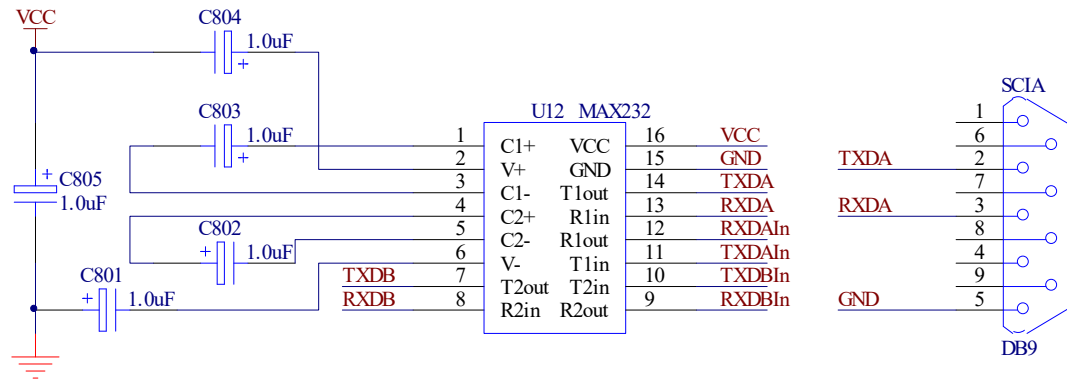 VCC
C804
1.0uF
+
C803
1.0uF
+
+
C805
1.0uF
C802
+
1.0uF
C801
+
1.0uF
U12 MAX232
1 C1+ VCC 16 VCC
2 V+ GND 15 GND
3 C1- T1out 14 TXDA
4 C2+ R1in 13 RXDA
5 C2- R1out 12 RXDAIn
6 V- T1in 11 TXDAIn
TXDB 7 T2out T2in 10 TXDBIn
RXDB 8 R2in R2out 9 RXDBIn
SCIA
1
6
TXDA 2
7
RXDA 3
8
4
9
GND 5
DB9